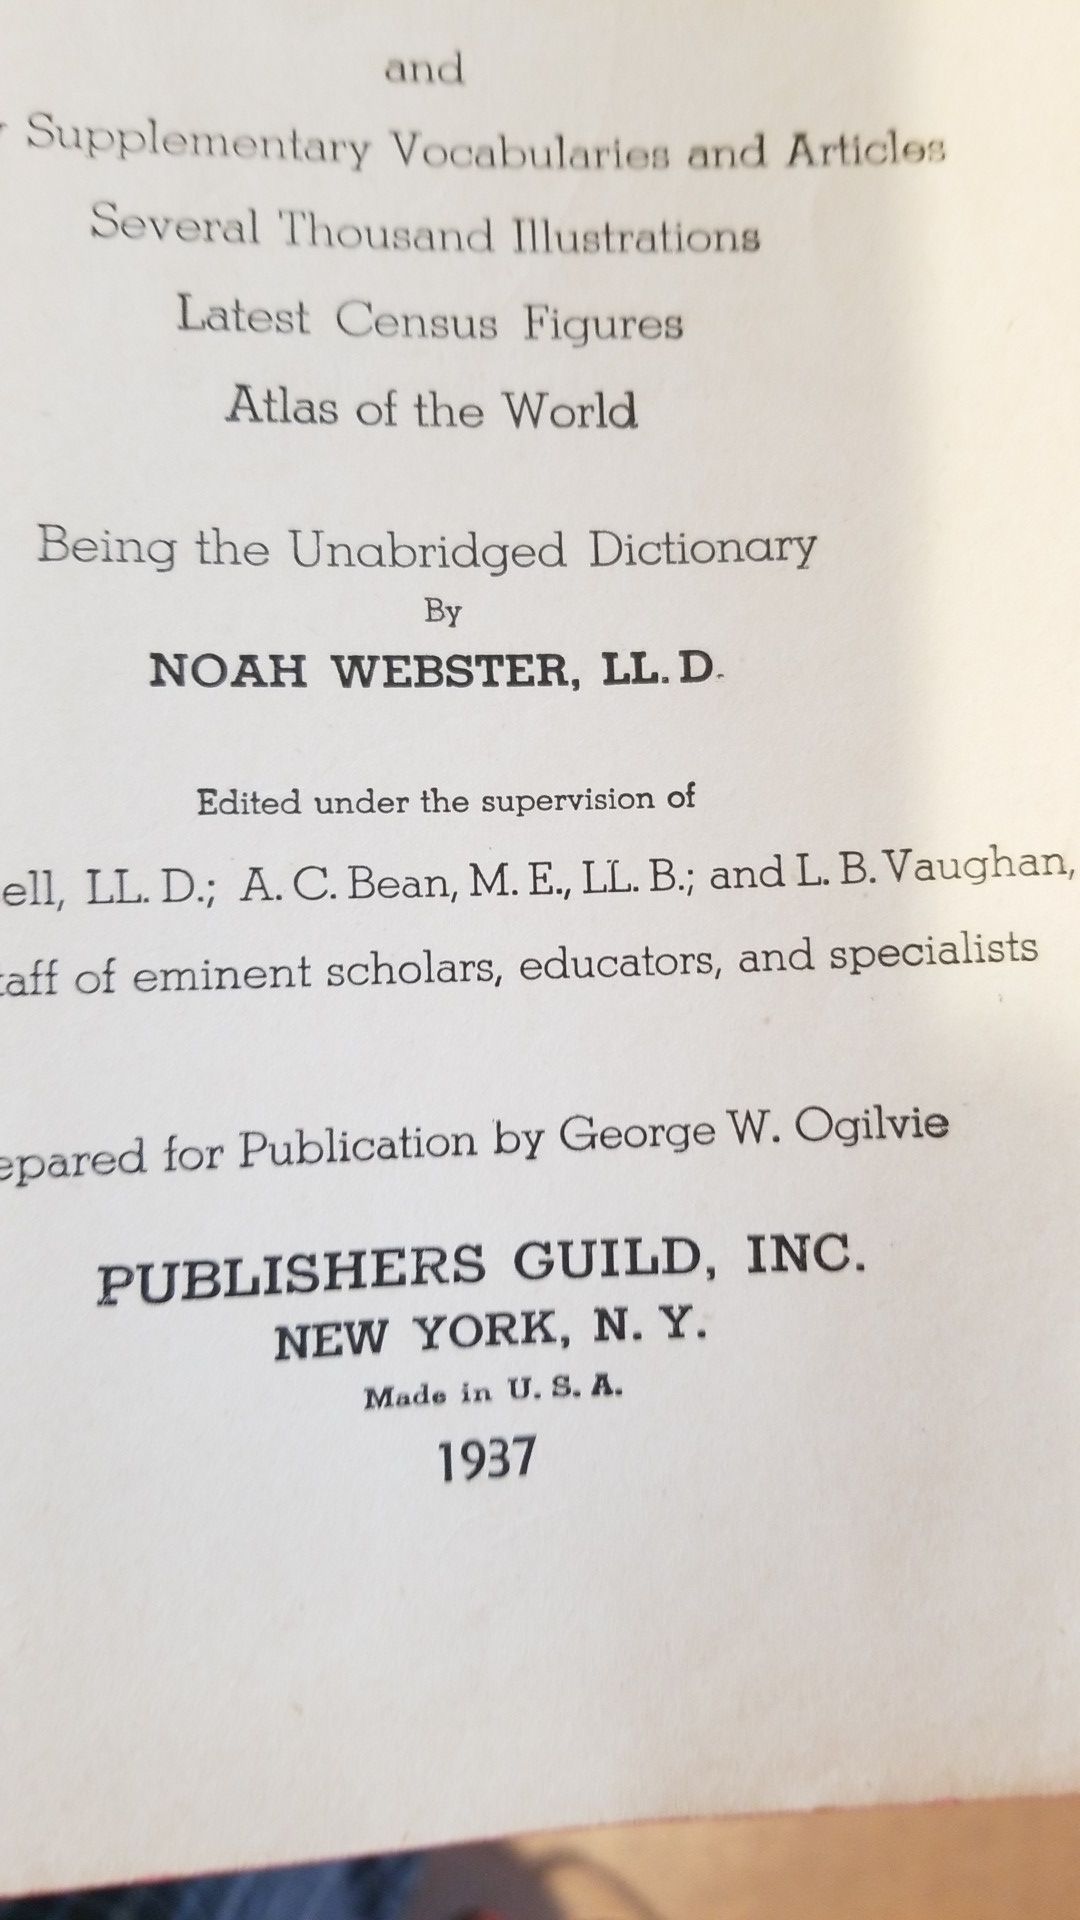 and
Supplementary Vocabularies and Articles
Several Thousand Illustrations
Latest Census Figures
Atlas of the World
Being the Unabridged Dictionary
By
NOAH WEBSTER, LL. D.
Edited under the supervision of
ell, LL. D.; A. C. Bean, M. E., LL. B.; and L. B. Vaughan,
taff of eminent scholars, educators, and specialists
epared for Publication by George W. Ogilvie
PUBLISHERS GUILD, INC.
NEW YORK, N. Y.
Made in U. S. A.
1937